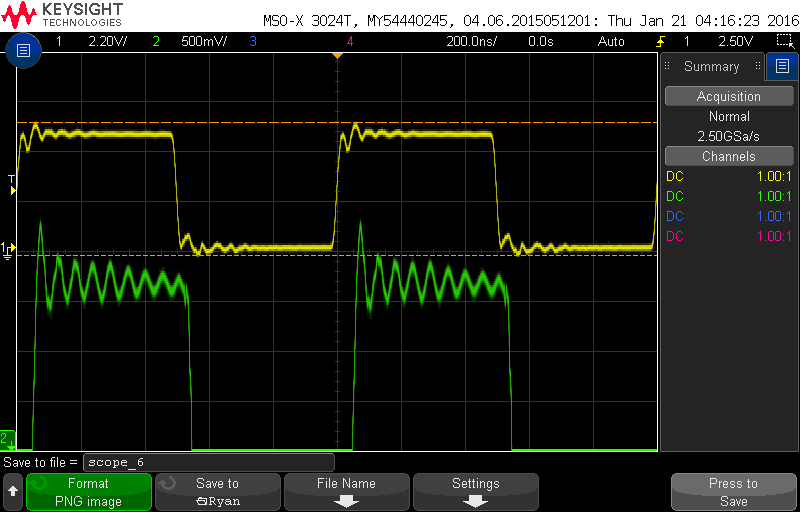 KEYSIGHT
TECHNOLOGIES
MSO-X 3024T, MY54440245, 04.06.2015051201: Thu Jan 21 04:16:23 2016
1 2.20V/ 2 500mV/ 3 4 200.0ns/ 0.0s Auto 1 2.50V
Summary
Acquisition
Normal
2.50GSa/s
Channels
DC 1.00:1
DC 1.00:1
DC 1.00:1
DC 1.00:1
T
1
2
Save to file = scope_6
Format
PNG image
Save to
Ryan
File Name
Settings
Press to
Save